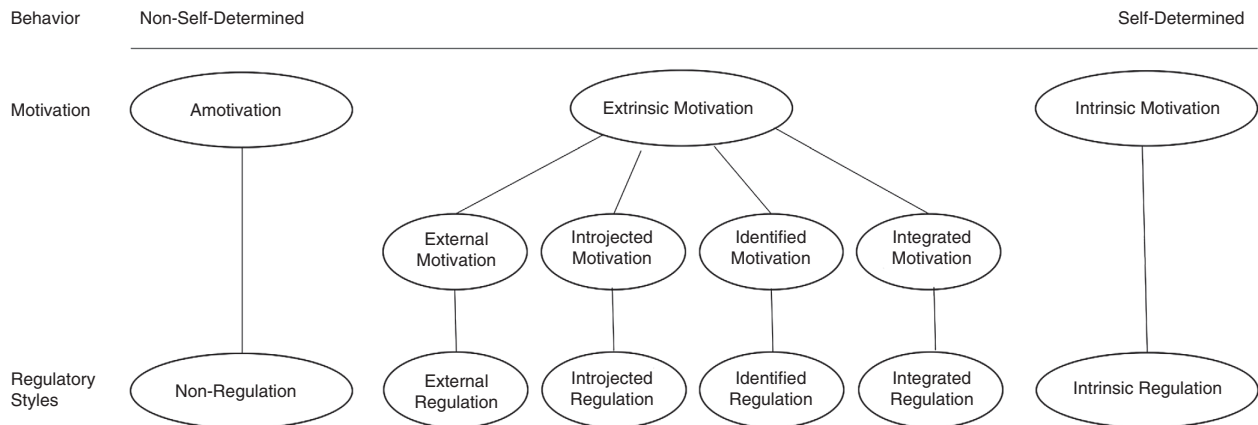 Behavior Non-Self-Determined Self-Determined
Motivation Amotivation Extrinsic Motivation Intrinsic Motivation
External Introjected Identified Integrated
Motivation Motivation Motivation Motivation
Regulatory
Styles
Non-Regulation
External
Regulation
Introjected
Regulation
Identified
Regulation
Integrated
Regulation
Intrinsic Regulation